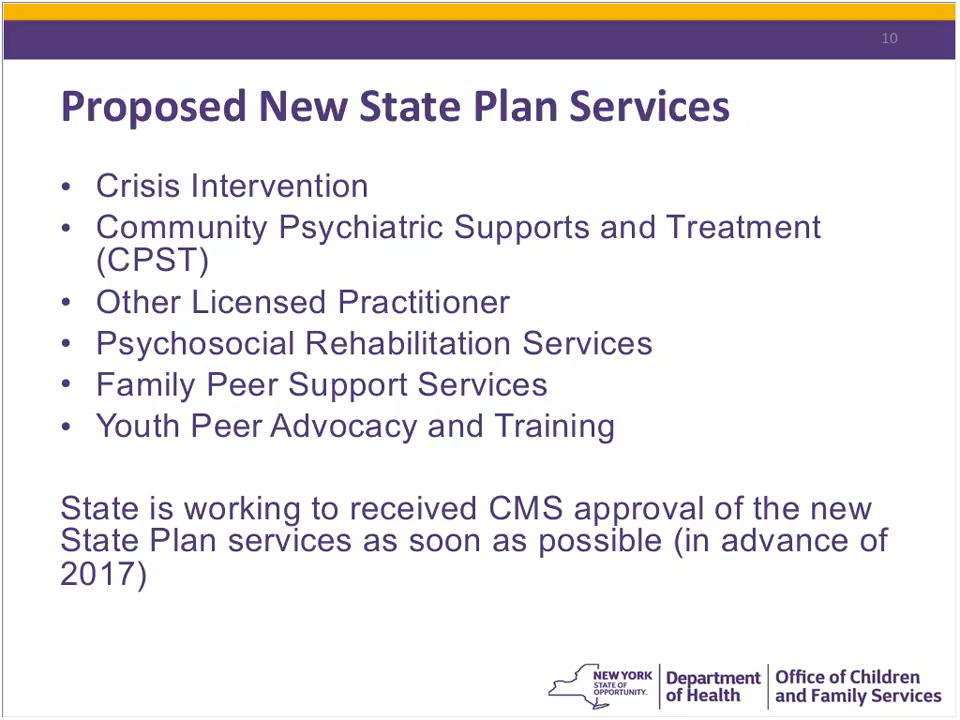 10
Proposed New State Plan Services
• Crisis Intervention
• Community Psychiatric Supports and Treatment
(CPST)
• Other Licensed Practitioner
• Psychosocial Rehabilitation Services
• Family Peer Support Services
• Youth Peer Advocacy and Training
State is working to received CMS approval of the new
State Plan services as soon as possible (in advance of
2017)
NEW YORK
STATE OF
OPPORTUNITY.
Department
of Health
Office of Children
and Family Services